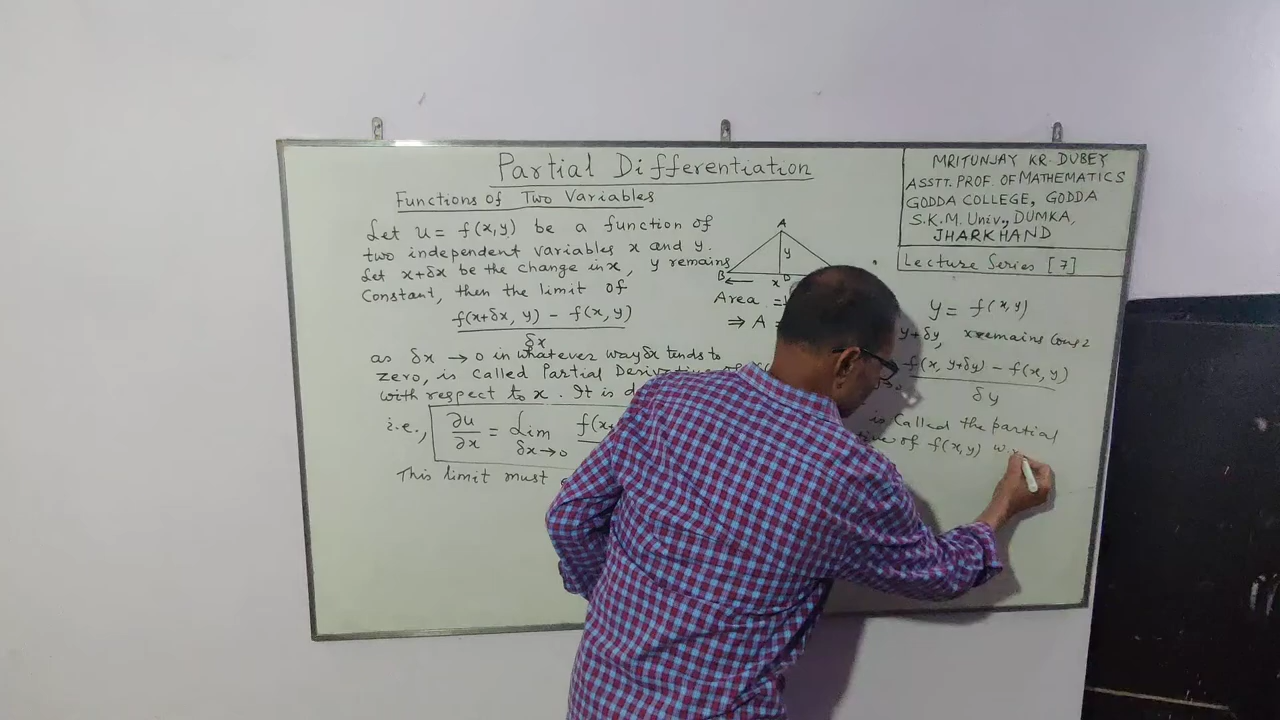 Partial Differentiation
Functions of Two Variables
Let u = f(x,y) be a function of
two independent variables x and y.
Let x+δx be the change in x, y remains
Constant, then the limit of
f(x+δx, y) - f(x,y)
δx
as δx → 0 in whatever way δx tends to
zero, is Called Partial Derivative of
with respect to x. It is
i.e., ∂u/∂x = Lim δx→0 f(x+
This limit must
A
y
B x D
Area =
⇒ A =
MRITUNJAY KR. DUBEY
ASSTT. PROF. OF MATHEMATICS
GODDA COLLEGE, GODDA
S.K.M. Univ., DUMKA,
JHARKHAND
Lecture Series [7]
y = f(x,y)
y+δy, x remains Cons
f(x, y+δy) - f(x,y)
δy
is Called the partial
of f(x,y) w.r